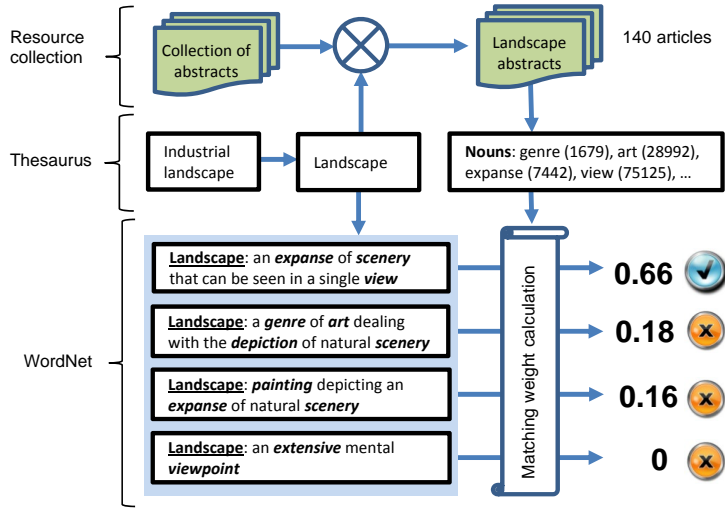 Resource
collection
Collection of
abstracts
Landscape
abstracts
140 articles
Thesaurus
Industrial
landscape
Landscape
Nouns: genre (1679), art (28992),
expanse (7442), view (75125), ...
WordNet
Landscape: an expanse of scenery
that can be seen in a single view
Landscape: a genre of art dealing
with the depiction of natural scenery
Landscape: painting depicting an
expanse of natural scenery
Landscape: an extensive mental
viewpoint
Matching weight calculation
0.66
0.18
x
0.16
x
0
x